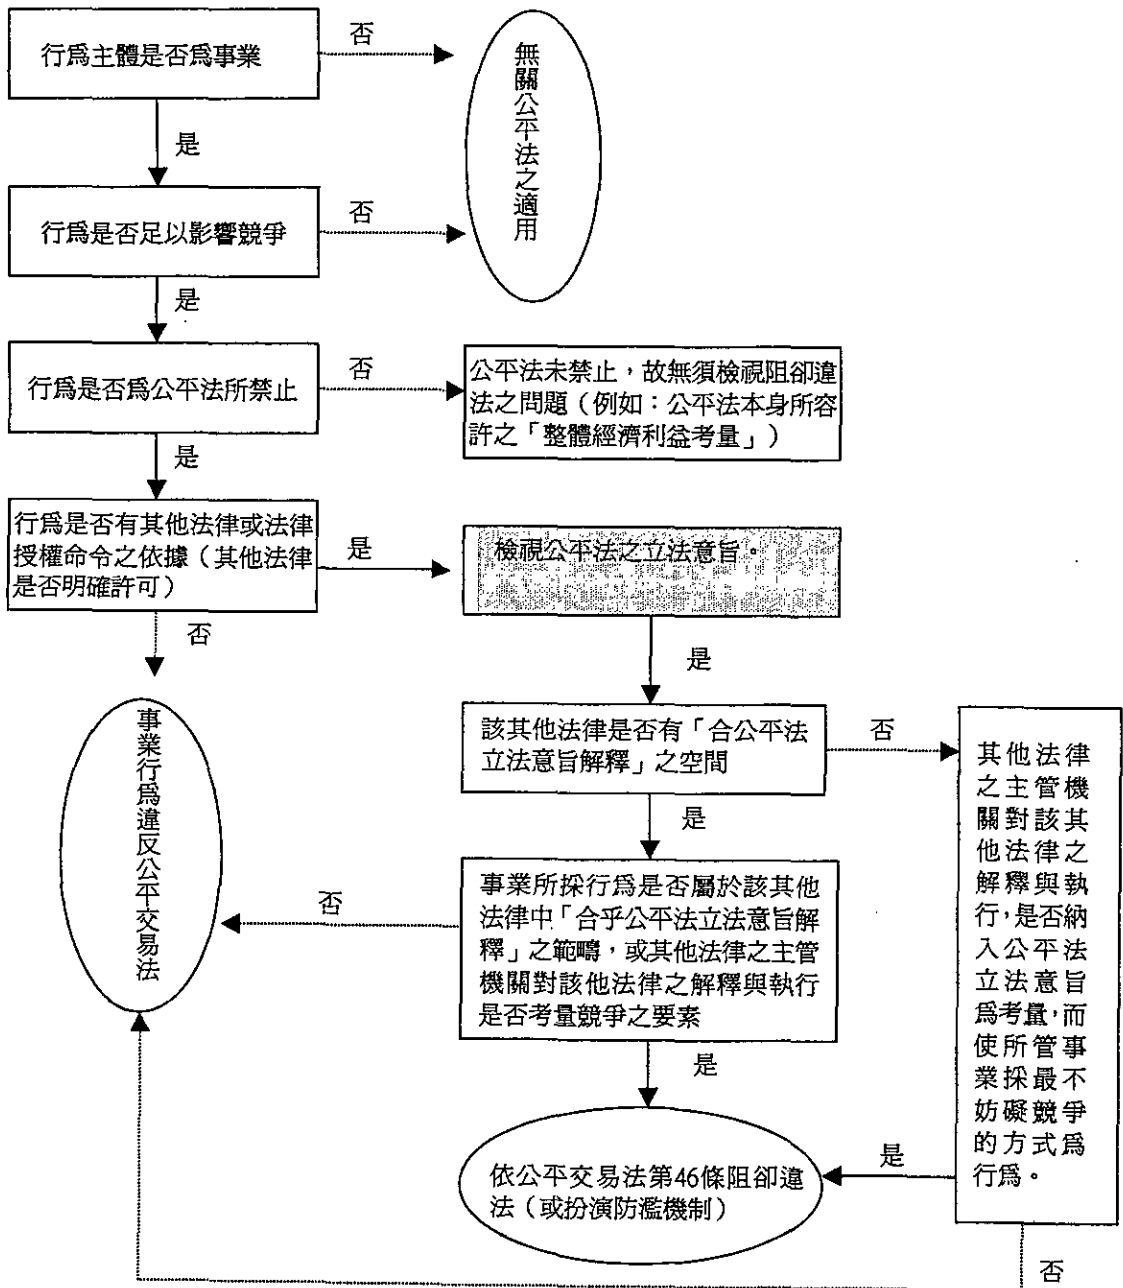 行為主體是否為事業
否
無關公平法之適用
是
行為是否足以影響競爭
否
是
行為是否為公平法所禁止
否
公平法未禁止，故無須檢視阻卻違
法之問題（例如：公平法本身所容
許之「整體經濟利益考量」）
是
行為是否有其他法律或法律
授權命令之依據（其他法律
是否明確許可）
是
檢視公平法之立法意旨。
否
是
事業行為違反公平交易法
該其他法律是否有「合公平法
立法意旨解釋」之空間
否
其他法律
之主管機
關對該其
他法律之
解釋與執
行，是否納
入公平法
立法意旨
為考量，而
使所管事
業採最不
妨礙競爭
的方式為
行為。
是
事業所採行為是否屬於該其他
法律中「合乎公平法立法意旨解
釋」之範疇，或其他法律之主管
機關對該他法律之解釋與執行
是否考量競爭之要素
否
是
依公平交易法第46條阻卻違
法（或扮演防濫機制）
是
否